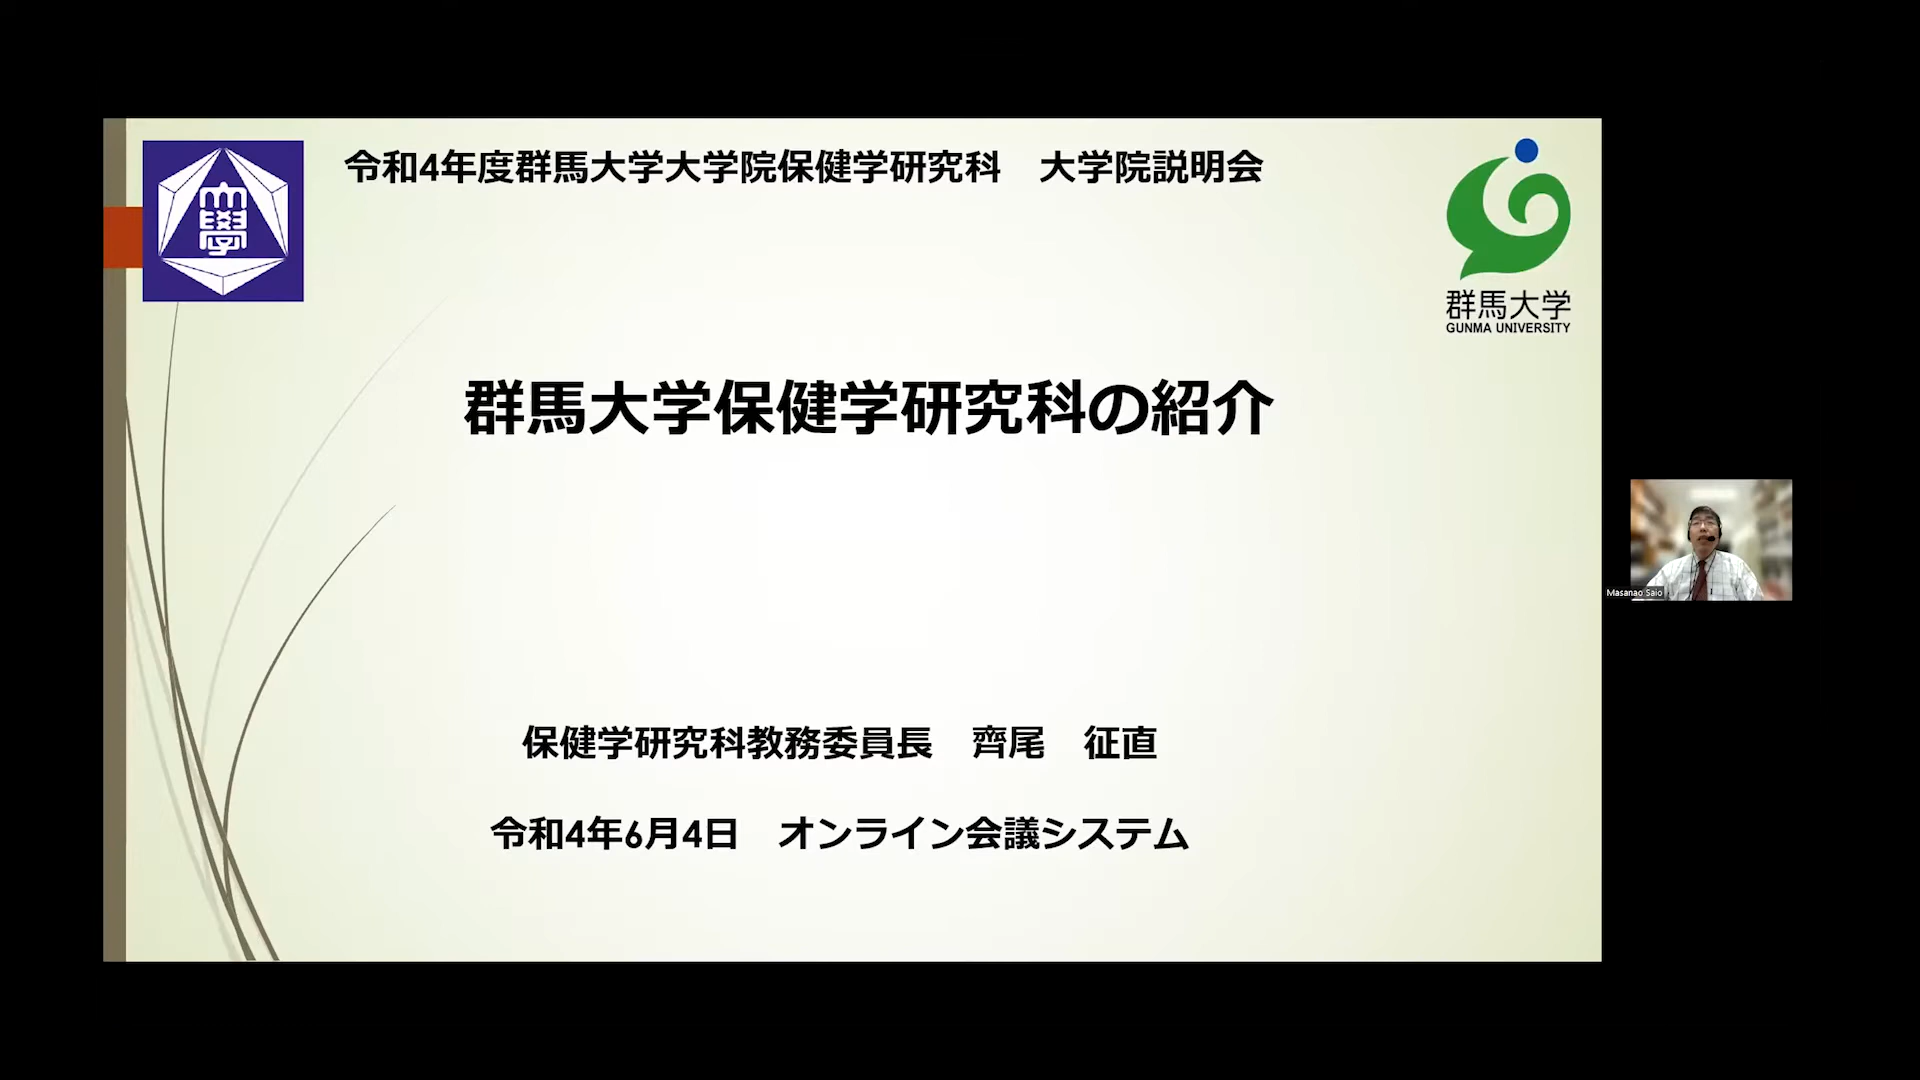 令和4年度群馬大学大学院保健学研究科　大学院説明会
大學
群馬大学
GUNMA UNIVERSITY
群馬大学保健学研究科の紹介
Masanao Saio
保健学研究科教務委員長　齊尾　征直
令和4年6月4日　オンライン会議システム